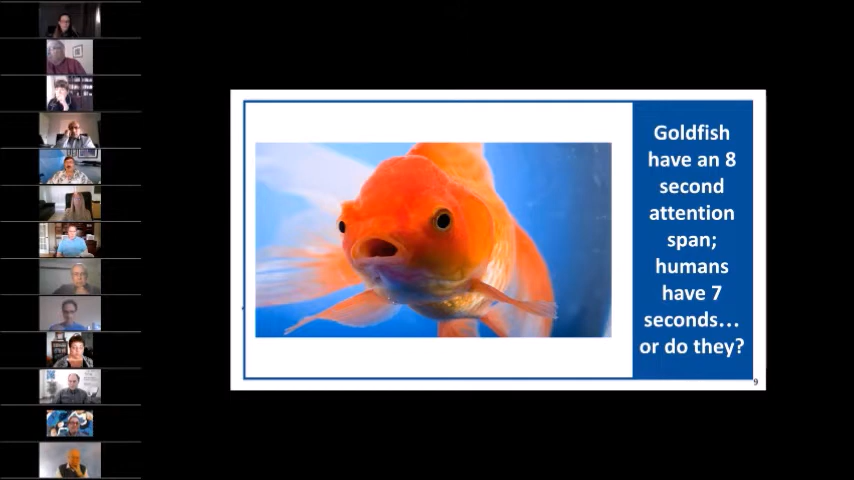 Goldfish
have an 8
second
attention
span;
humans
have 7
seconds...
or do they?
9